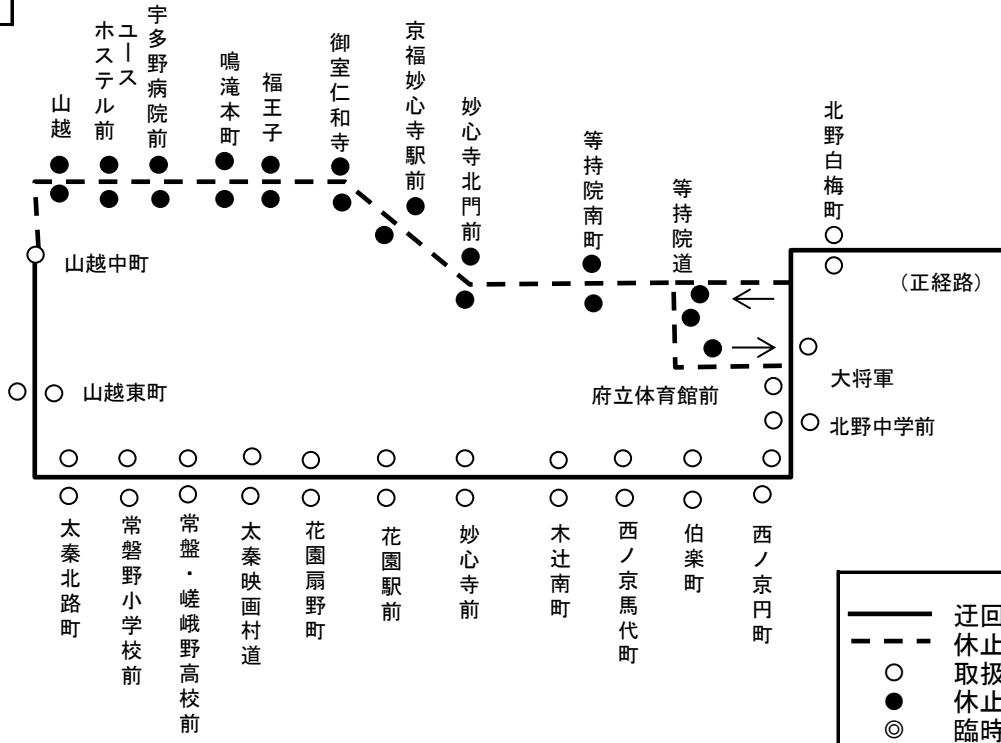 山越
ユース
ホステル前
宇多野病院前
鳴滝本町
福王子
御室仁和寺
京福妙心寺駅前
妙心寺北門前
等持院南町
等持院道
北野白梅町
山越中町
（正経路）
山越東町
大将軍
府立体育館前
北野中学前
太秦北路町
常磐野小学校前
常盤・嵯峨野高校前
太秦映画村道
花園扇野町
花園駅前
妙心寺前
木辻南町
西ノ京馬代町
伯楽町
西ノ京円町
迂回
休止
取扱
休止
臨時